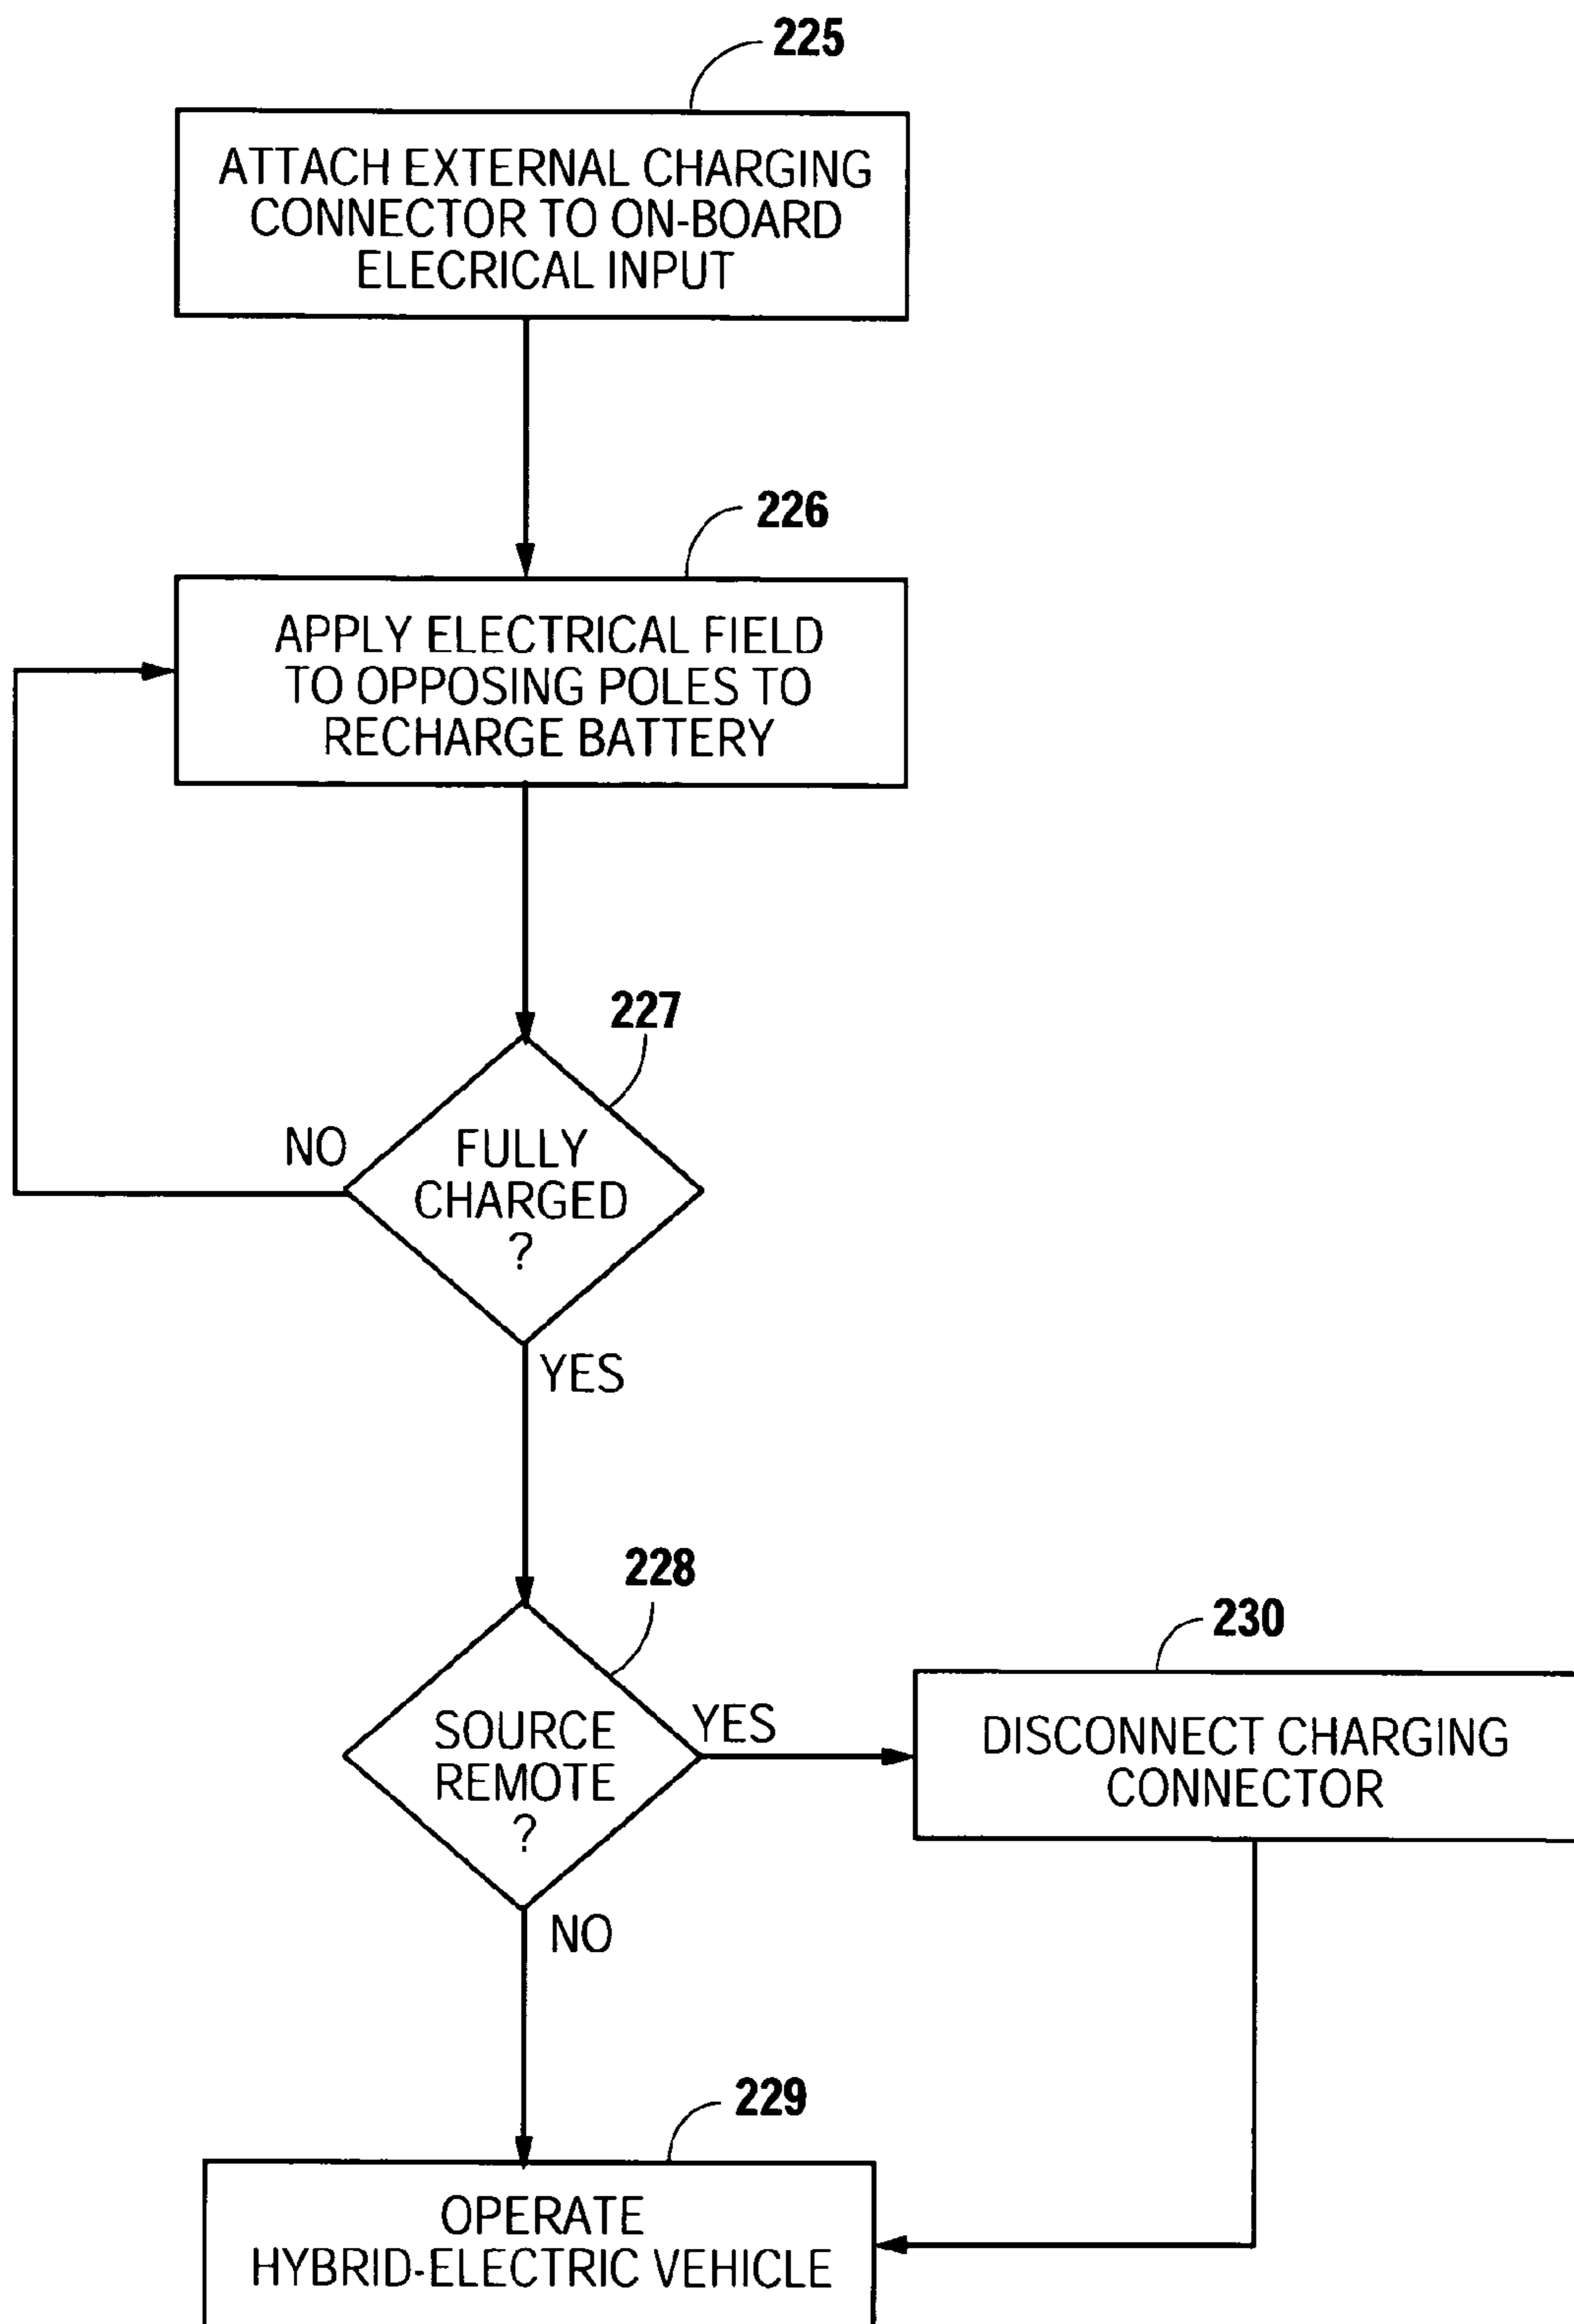 225
ATTACH EXTERNAL CHARGING
CONNECTOR TO ON-BOARD
ELECRICAL INPUT
226
APPLY ELECTRICAL FIELD
TO OPPOSING POLES TO
RECHARGE BATTERY
227
NO
FULLY
CHARGED
?
YES
228
SOURCE
REMOTE
?
YES
230
DISCONNECT CHARGING
CONNECTOR
NO
229
OPERATE
HYBRID-ELECTRIC VEHICLE